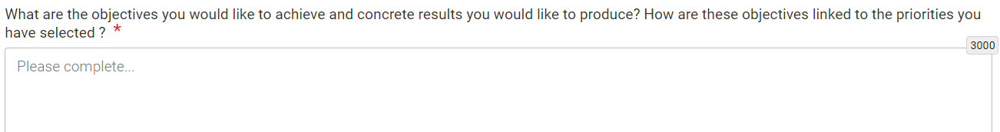 What are the objectives you would like to achieve and concrete results you would like to produce? How are these objectives linked to the priorities you
have selected ? *
3000
Please complete...